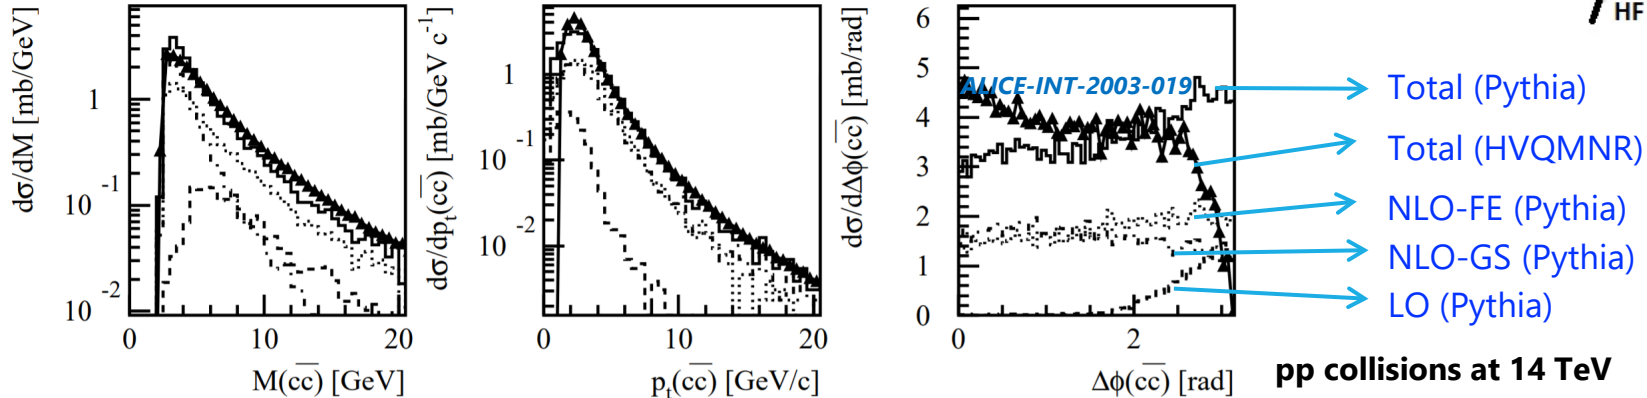 HF
dσ/dM [mb/GeV]
1
10 -1
10 -2
0 10 20
M(cc̅) [GeV]
dσ/dpt(cc̅) [mb/GeV c-1]
1
10 -1
10 -2
0 10 20
pt(cc̅) [GeV/c]
dσ/dΔϕ(cc̅) [mb/rad]
6
5
4
3
2
1
0
0 2
Δϕ(cc̅) [rad]
ALICE-INT-2003-019
Total (Pythia)
Total (HVQMNR)
NLO-FE (Pythia)
NLO-GS (Pythia)
LO (Pythia)
pp collisions at 14 TeV